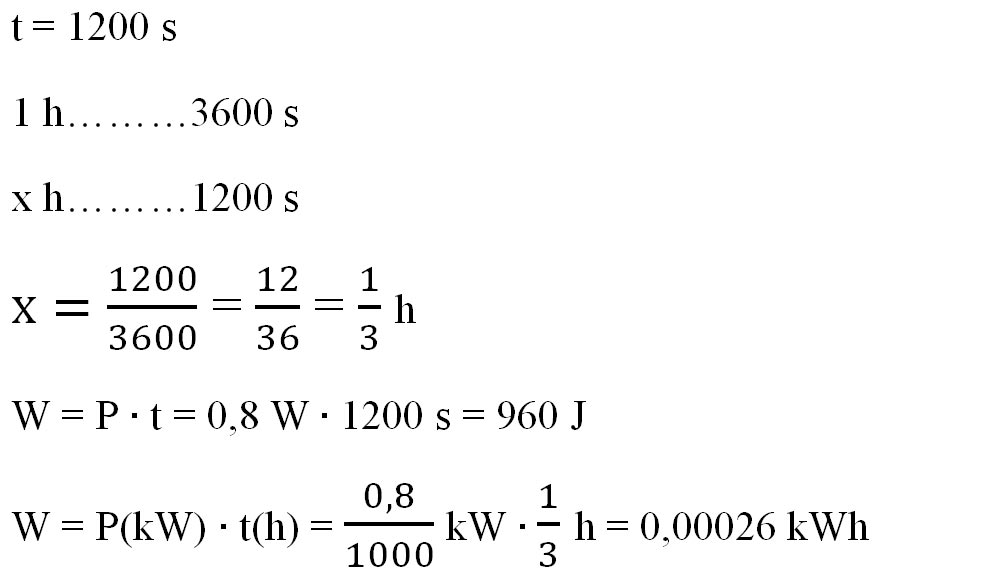 t = 1200 s
1 h………3600 s
x h………1200 s
x = 1200/3600 = 12/36 = 1/3 h
W = P · t = 0,8 W · 1200 s = 960 J
W = P(kW) · t(h) = 0,8/1000 kW · 1/3 h = 0,00026 kWh